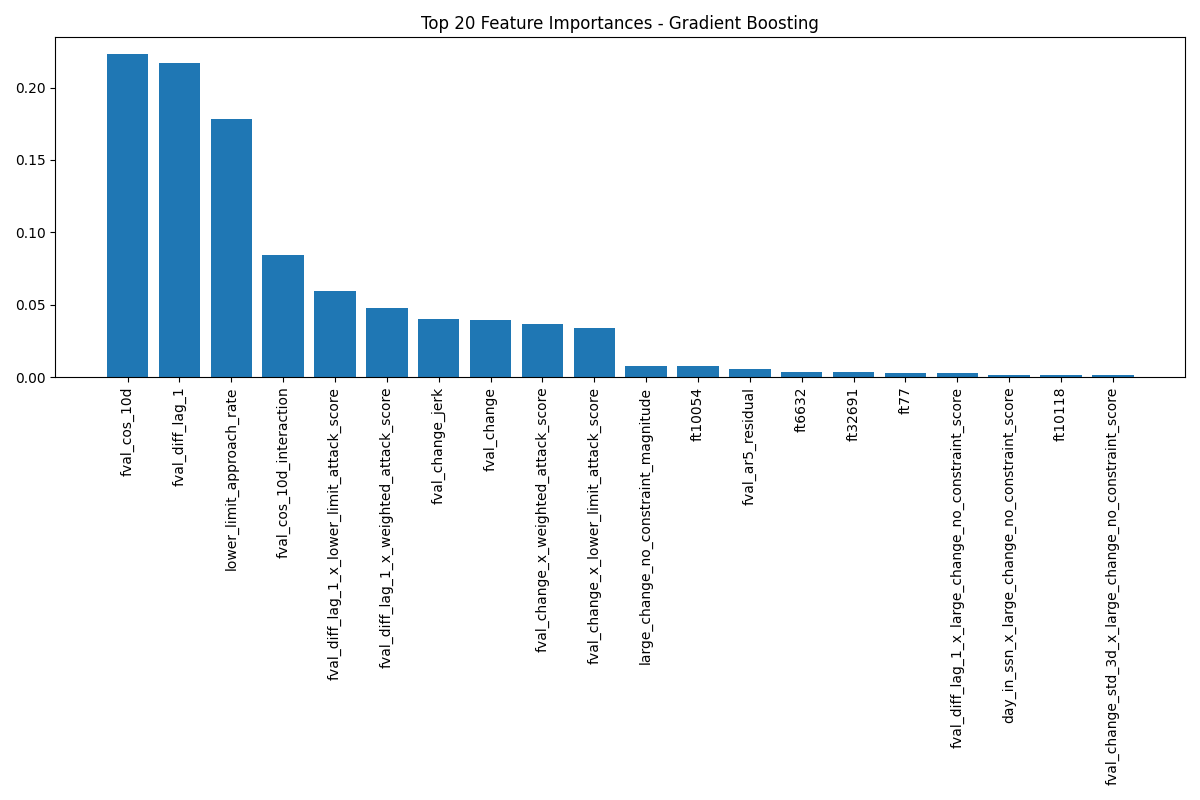 Top 20 Feature Importances - Gradient Boosting
0.20
0.15
0.10
0.05
0.00
fval_cos_10d
fval_diff_lag_1
lower_limit_approach_rate
fval_cos_10d_interaction
fval_diff_lag_1_x_lower_limit_attack_score
fval_diff_lag_1_x_weighted_attack_score
fval_change_jerk
fval_change
fval_change_x_weighted_attack_score
fval_change_x_lower_limit_attack_score
large_change_no_constraint_magnitude
ft10054
fval_ar5_residual
ft6632
ft32691
ft77
fval_diff_lag_1_x_large_change_no_constraint_score
day_in_ssn_x_large_change_no_constraint_score
ft10118
fval_change_std_3d_x_large_change_no_constraint_score